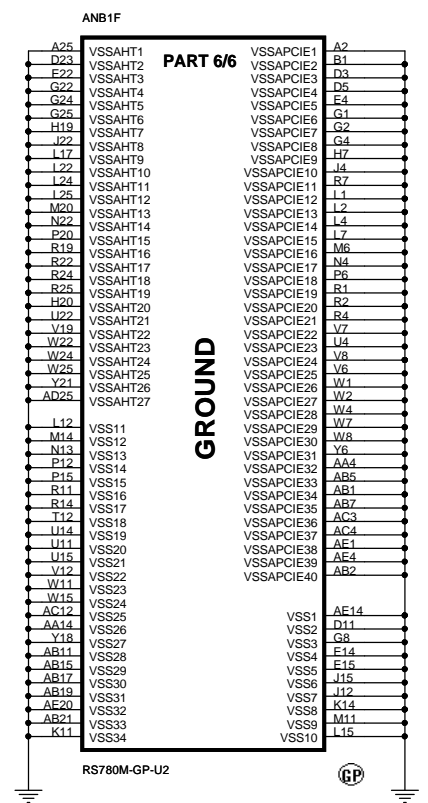 ANB1F
PART 6/6
A25 VSSAHT1 VSSAPCIE1 A2
D23 VSSAHT2 VSSAPCIE2 B1
E22 VSSAHT3 VSSAPCIE3 D3
G22 VSSAHT4 VSSAPCIE4 D5
G24 VSSAHT5 VSSAPCIE5 E4
G25 VSSAHT6 VSSAPCIE6 G1
H19 VSSAHT7 VSSAPCIE7 G2
J22 VSSAHT8 VSSAPCIE8 G4
L17 VSSAHT9 VSSAPCIE9 H7
L22 VSSAHT10 VSSAPCIE10 J4
L24 VSSAHT11 VSSAPCIE11 R7
L25 VSSAHT12 VSSAPCIE12 L1
M20 VSSAHT13 VSSAPCIE13 L2
N22 VSSAHT14 VSSAPCIE14 L4
P20 VSSAHT15 VSSAPCIE15 L7
R19 VSSAHT16 VSSAPCIE16 M6
R22 VSSAHT17 VSSAPCIE17 N4
R24 VSSAHT18 VSSAPCIE18 P6
R25 VSSAHT19 VSSAPCIE19 R1
H20 VSSAHT20 VSSAPCIE20 R2
U22 VSSAHT21 VSSAPCIE21 R4
V19 VSSAHT22 VSSAPCIE22 V7
W22 VSSAHT23 VSSAPCIE23 U4
W24 VSSAHT24 VSSAPCIE24 V8
W25 VSSAHT25 VSSAPCIE25 V6
Y21 VSSAHT26 VSSAPCIE26 W1
AD25 VSSAHT27 VSSAPCIE27 W2
VSSAPCIE28 W4
L12 VSS11 VSSAPCIE29 W7
M14 VSS12 VSSAPCIE30 W8
N13 VSS13 VSSAPCIE31 Y6
P12 VSS14 VSSAPCIE32 AA4
P15 VSS15 VSSAPCIE33 AB5
R11 VSS16 VSSAPCIE34 AB1
R14 VSS17 VSSAPCIE35 AB7
T12 VSS18 VSSAPCIE36 AC3
U14 VSS19 VSSAPCIE37 AC4
U11 VSS20 VSSAPCIE38 AE1
U15 VSS21 VSSAPCIE39 AE4
V12 VSS22 VSSAPCIE40 AB2
W11 VSS23
W15 VSS24
AC12 VSS25 VSS1 AE14
AA14 VSS26 VSS2 D11
Y18 VSS27 VSS3 G8
AB11 VSS28 VSS4 E14
AB15 VSS29 VSS5 E15
AB17 VSS30 VSS6 J15
AB19 VSS31 VSS7 J12
AE20 VSS32 VSS8 K14
AB21 VSS33 VSS9 M11
K11 VSS34 VSS10 L15
GROUND
RS780M-GP-U2
GP